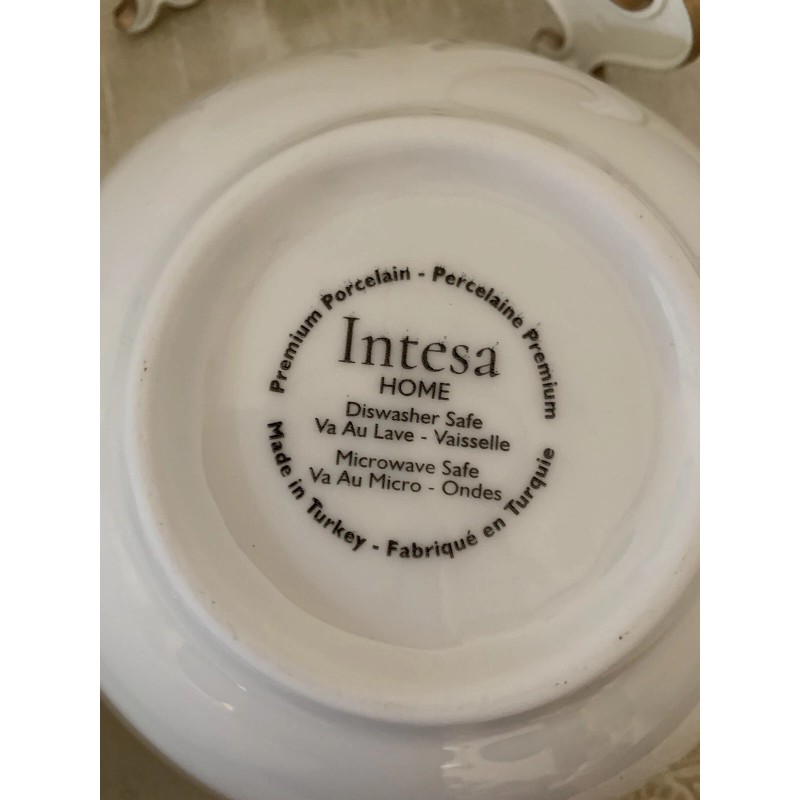 Premium Porcelain - Percelaine Premium
Intesa
HOME
Diswasher Safe
Va Au Lave - Vaisselle
Microwave Safe
Va Au Micro - Ondes
Made in Turkey - Fabriqué en Turquie